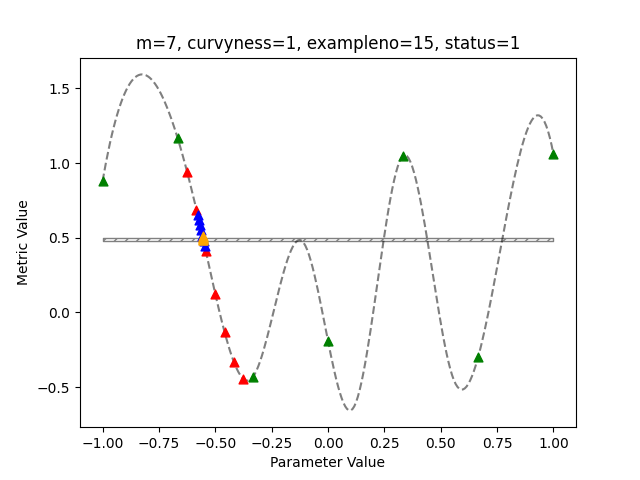 m=7, curvyness=1, exampleno=15, status=1
Metric Value
1.5
1.0
0.5
0.0
−0.5
−1.00 −0.75 −0.50 −0.25 0.00 0.25 0.50 0.75 1.00
Parameter Value